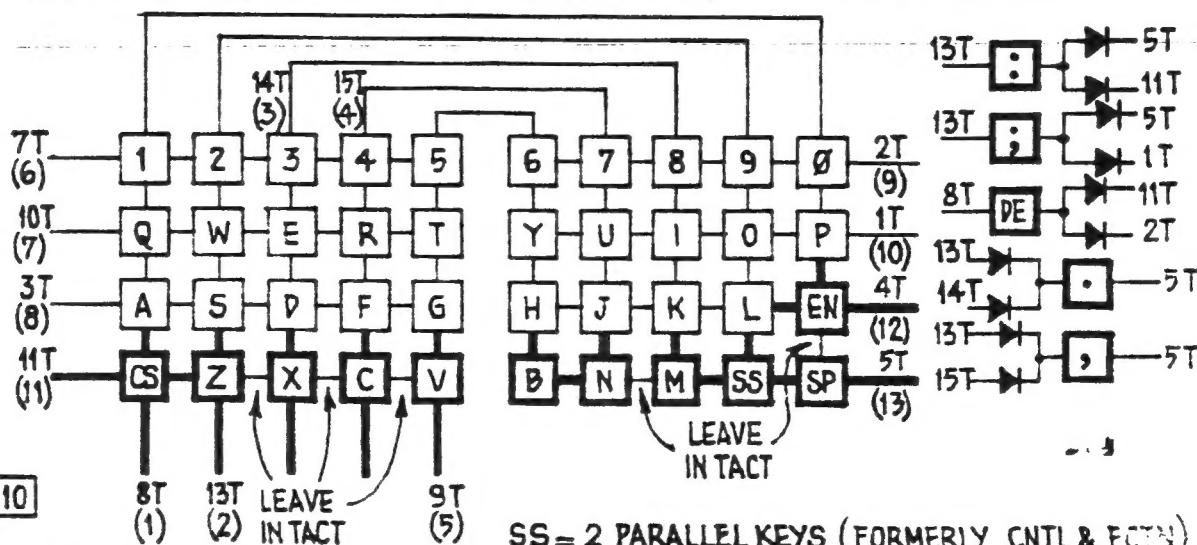 14T 15T
(3) (4)
7T 1 2 3 4 5 6 7 8 9 Ø 2T
(6) (9)
10T Q W E R T Y U I O P 1T
(7) (10)
3T A S D F G H J K L EN 4T
(8) (12)
11T CS Z X C V B N M SS SP 5T
(11) (13)
LEAVE
IN TACT
8T 13T LEAVE 9T
(1) (2) IN TACT (5)
10
13T : 5T
11T
13T ; 5T
1T
8T DE 11T
2T
13T
14T . 5T
13T
15T , 5T
SS = 2 PARALLEL KEYS (FORMERLY CNTL & FCTN)